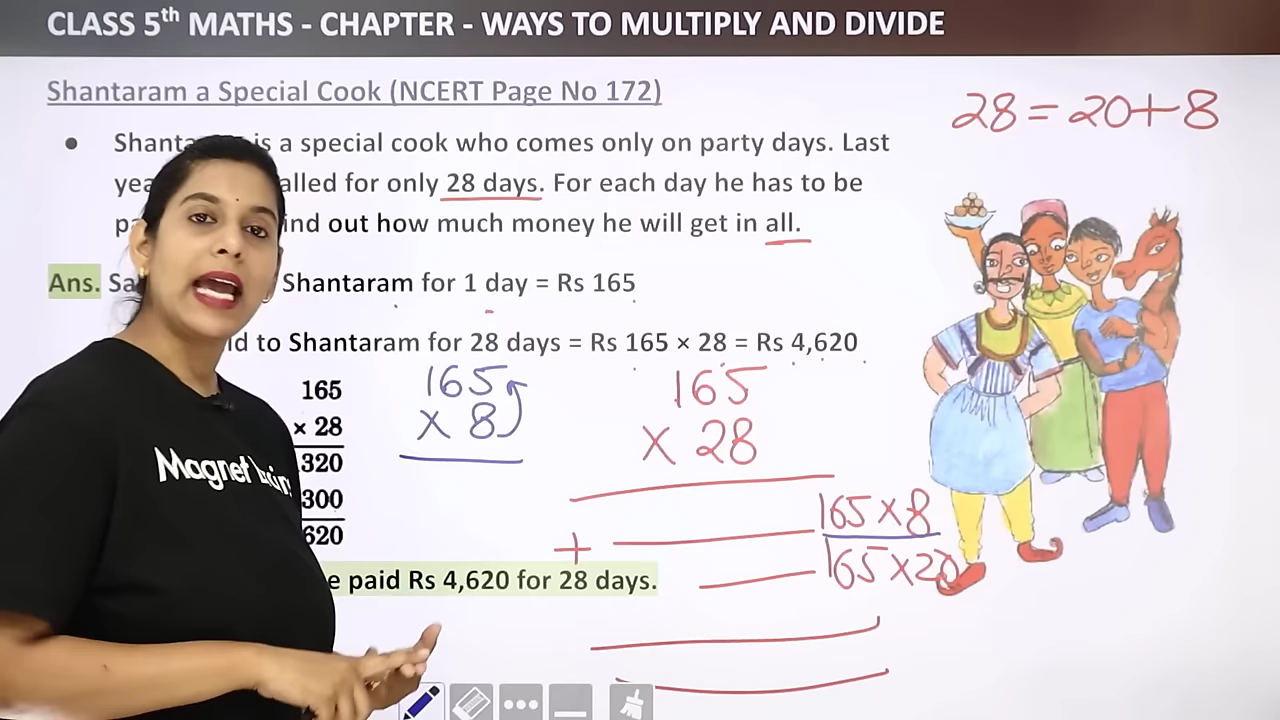 CLASS 5th MATHS - CHAPTER - WAYS TO MULTIPLY AND DIVIDE
Shantaram a Special Cook (NCERT Page No 172)
28 = 20+8
is a special cook who comes only on party days. Last
called for only 28 days. For each day he has to be
find out how much money he will get in all.
Ans. Shantaram for 1 day = Rs 165
to Shantaram for 28 days = Rs 165 × 28 = Rs 4,620
165
× 28
320
300
620
165
× 8
165
× 28
165 × 8
+ 165 × 20
paid Rs 4,620 for 28 days.
Magnet Brains